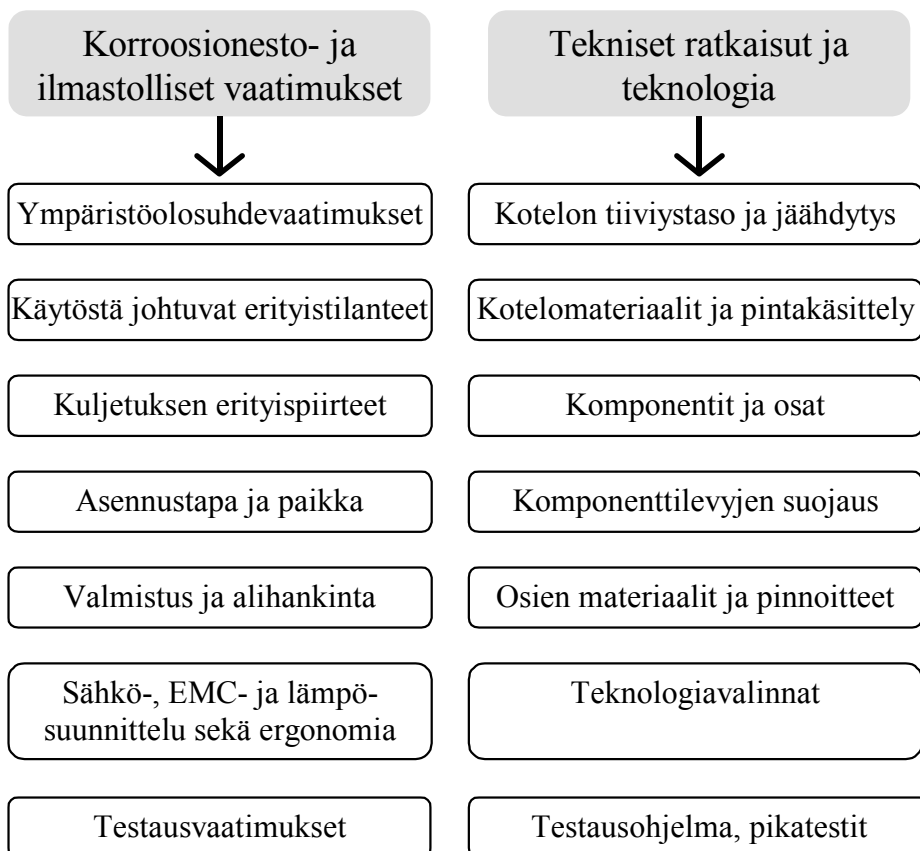 Korroosionesto- ja
ilmastolliset vaatimukset
Ympäristöolosuhdevaatimukset
Käytöstä johtuvat erityistilanteet
Kuljetuksen erityispiirteet
Asennustapa ja paikka
Valmistus ja alihankinta
Sähkö-, EMC- ja lämpö-
suunnittelu sekä ergonomia
Testausvaatimukset
Tekniset ratkaisut ja
teknologia
Kotelon tiiviystaso ja jäähdytys
Kotelomateriaalit ja pintakäsittely
Komponentit ja osat
Komponenttilevyjen suojaus
Osien materiaalit ja pinnoitteet
Teknologiavalinnat
Testausohjelma, pikatestit